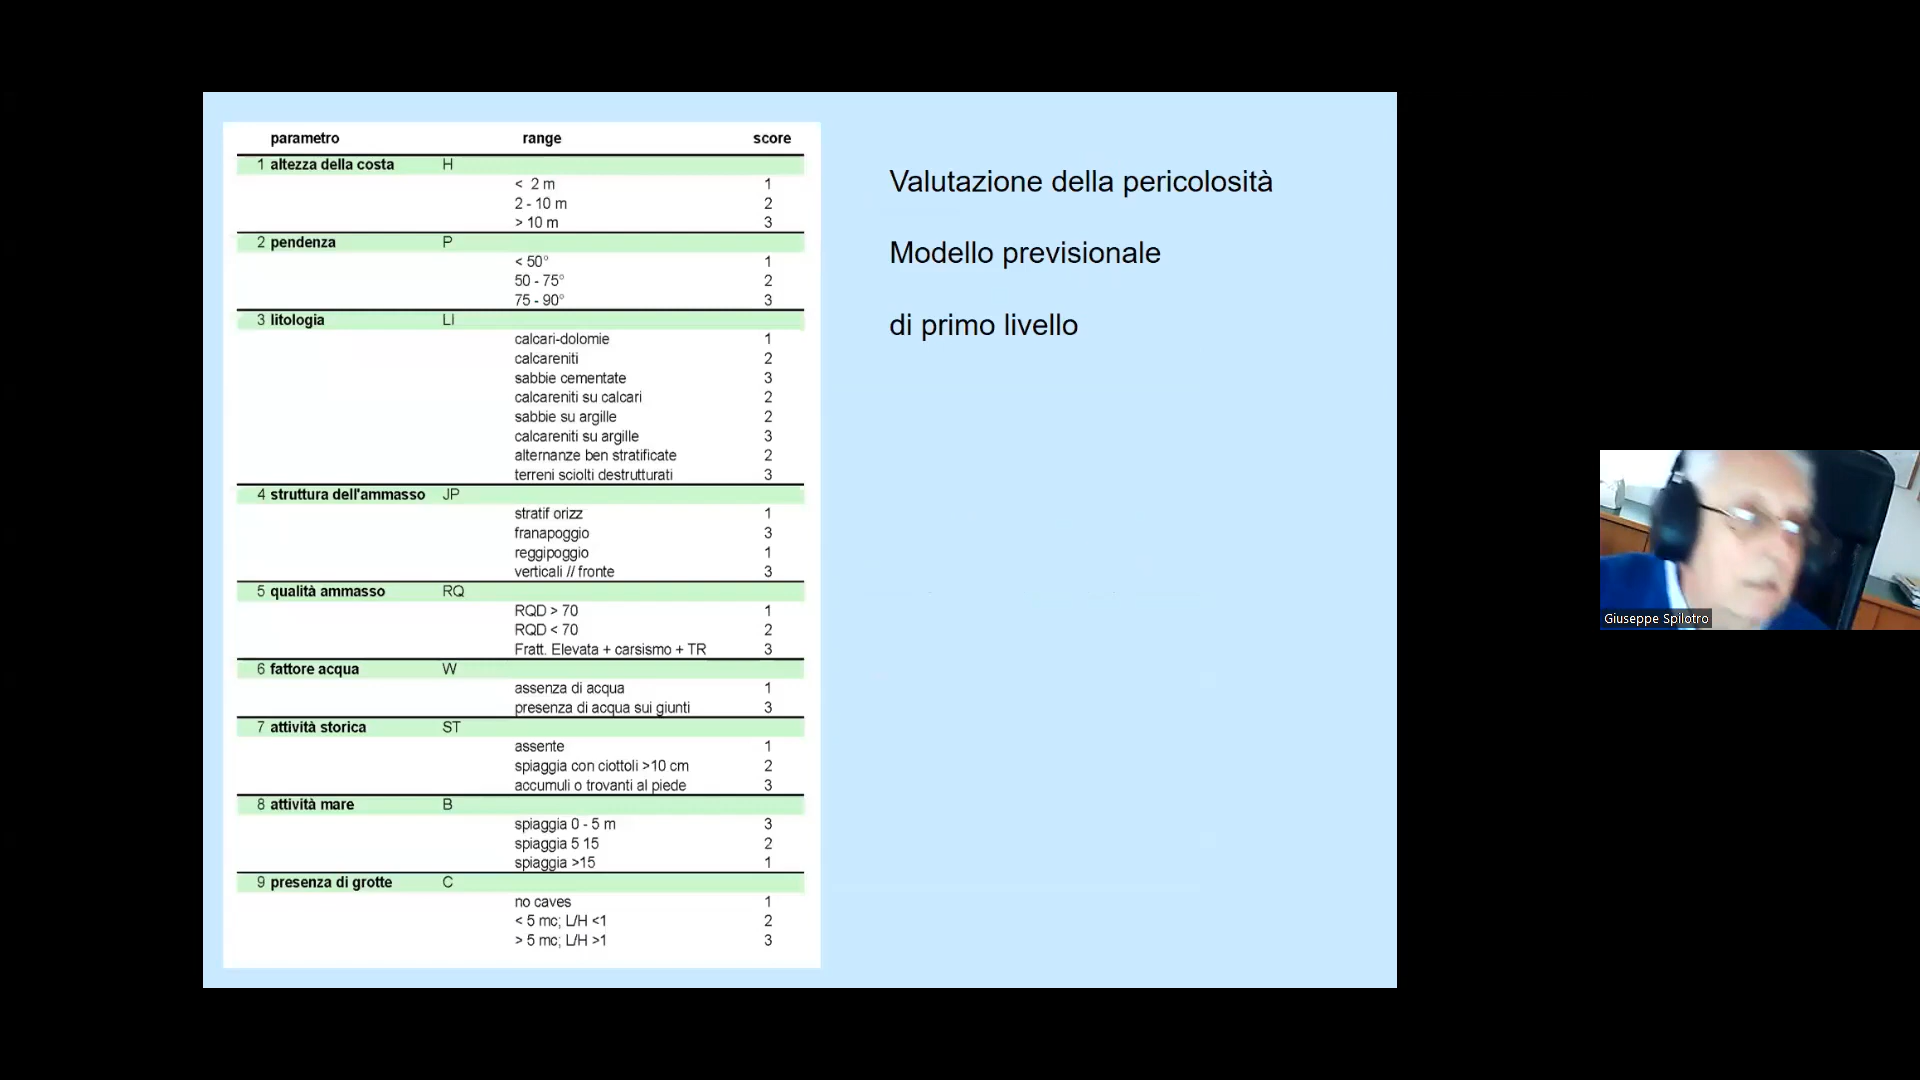 parametro range score
1 altezza della costa H
< 2 m 1
2 - 10 m 2
> 10 m 3
2 pendenza P
< 50° 1
50 - 75° 2
75 - 90° 3
3 litologia LI
calcari-dolomie 1
calcareniti 2
sabbie cementate 3
calcareniti su calcari 2
sabbie su argille 2
calcareniti su argille 3
alternanze ben stratificate 2
terreni sciolti destrutturati 3
4 struttura dell'ammasso JP
stratif orizz 1
franapoggio 3
reggipoggio 1
verticali // fronte 3
5 qualità ammasso RQ
RQD > 70 1
RQD < 70 2
Fratt. Elevata + carsismo + TR 3
6 fattore acqua W
assenza di acqua 1
presenza di acqua sui giunti 3
7 attività storica ST
assente 1
spiaggia con ciottoli >10 cm 2
accumuli o trovanti al piede 3
8 attività mare B
spiaggia 0 - 5 m 3
spiaggia 5 15 2
spiaggia >15 1
9 presenza di grotte C
no caves 1
< 5 mc; L/H <1 2
> 5 mc; L/H >1 3
Valutazione della pericolosità
Modello previsionale
di primo livello
Giuseppe Spilotro